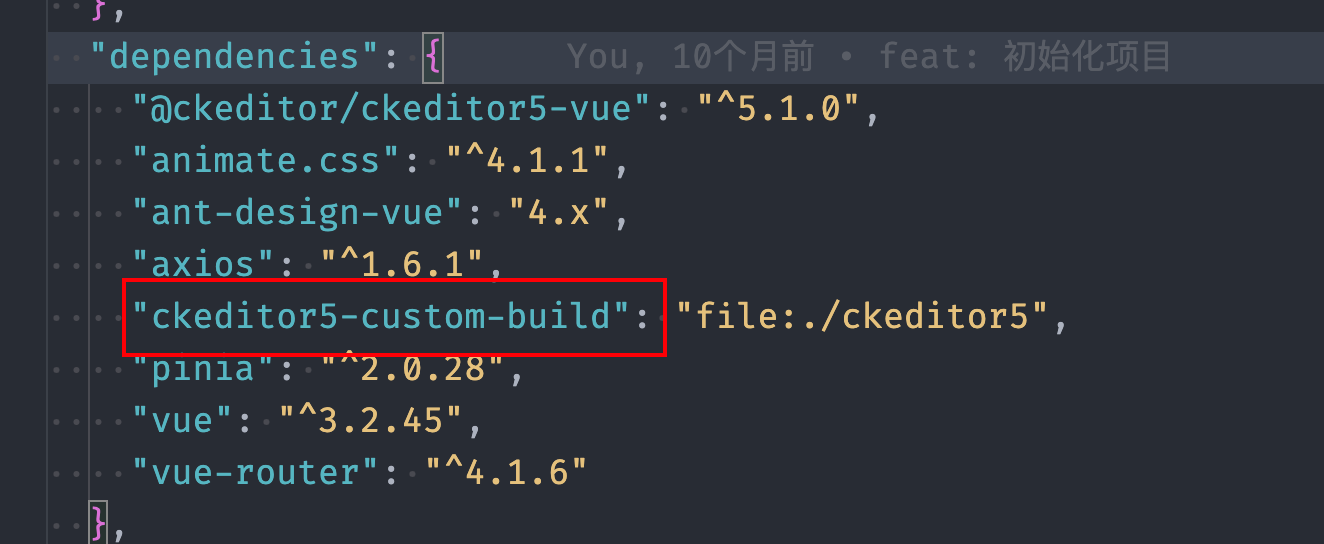 },
"dependencies": { You, 10个月前 • feat: 初始化项目
"@ckeditor/ckeditor5-vue": "^5.1.0",
"animate.css": "^4.1.1",
"ant-design-vue": "4.x",
"axios": "^1.6.1",
"ckeditor5-custom-build": "file:./ckeditor5",
"pinia": "^2.0.28",
"vue": "^3.2.45",
"vue-router": "^4.1.6"
},